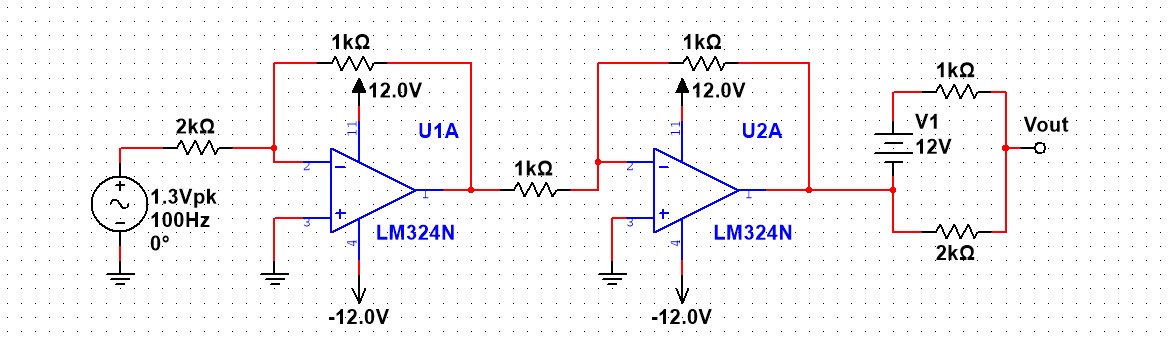 1kΩ
1kΩ
12.0V
12.0V
1kΩ
11
U1A
11
U2A
V1
12V
Vout
2kΩ
2
1
3
4
LM324N
1kΩ
2
1
3
4
LM324N
+
−
1.3Vpk
100Hz
0°
−
+
−
+
2kΩ
-12.0V
-12.0V